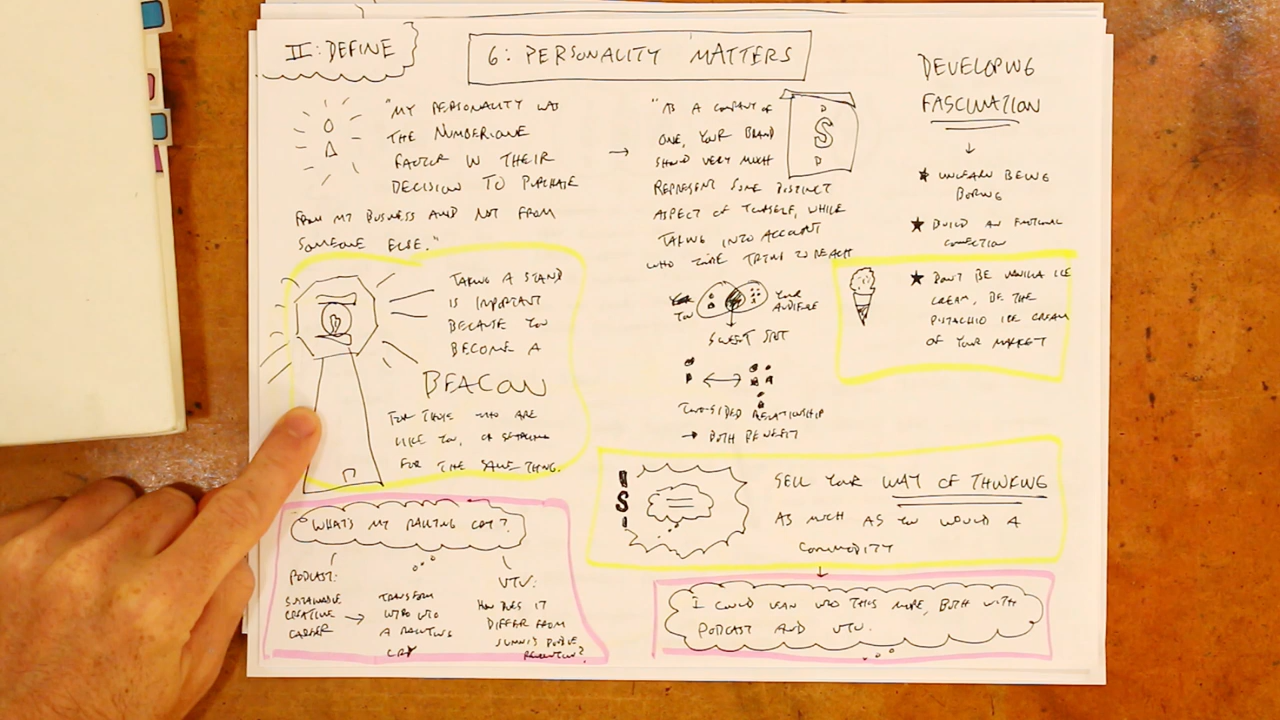 II: DEFINE
6: PERSONALITY MATTERS
"MY PERSONALITY WAS
THE NUMBER ONE
FACTOR IN THEIR
DECISION TO PURCHASE
FROM MY BUSINESS AND NOT FROM
SOMEONE ELSE."
TAKING A STAND
IS IMPORTANT
BECAUSE YOU
BECOME A
BEACON
FOR THOSE WHO ARE
LIKE YOU, OR
FOR THE SAME THING.
WHAT'S MY RALLYING CRY?
PODCAST:
SUSTAINABLE
CREATIVE
CAREER
TRANSFORM
INTRO INTO
A RALLYING
CRY
VTV:
HOW DOES IT
DIFFER FROM
SUNNI'S DOODLE
REVOLUTION?
"AS A COMPANY OF
ONE, YOUR BRAND
SHOULD VERY MUCH
REPRESENT SOME DISTINCT
ASPECT OF YOURSELF, WHILE
TAKING INTO ACCOUNT
WHO YOU'RE TRYING TO REACH
S
YOU
YOUR
AUDIENCE
SWEET SPOT
TWO-SIDED RELATIONSHIP
→ BOTH BENEFIT
DEVELOPING
FASCINATION
★ UNLEARN BEING
BORING
★ BUILD AN EMOTIONAL
CONNECTION
★ DON'T BE VANILLA ICE
CREAM, BE THE
PISTACHIO ICE CREAM
OF YOUR MARKET
S
SELL YOUR WAY OF THINKING
AS MUCH AS YOU WOULD A
COMMODITY
I COULD LEAN INTO THIS MORE, BOTH WITH
PODCAST AND VTV.